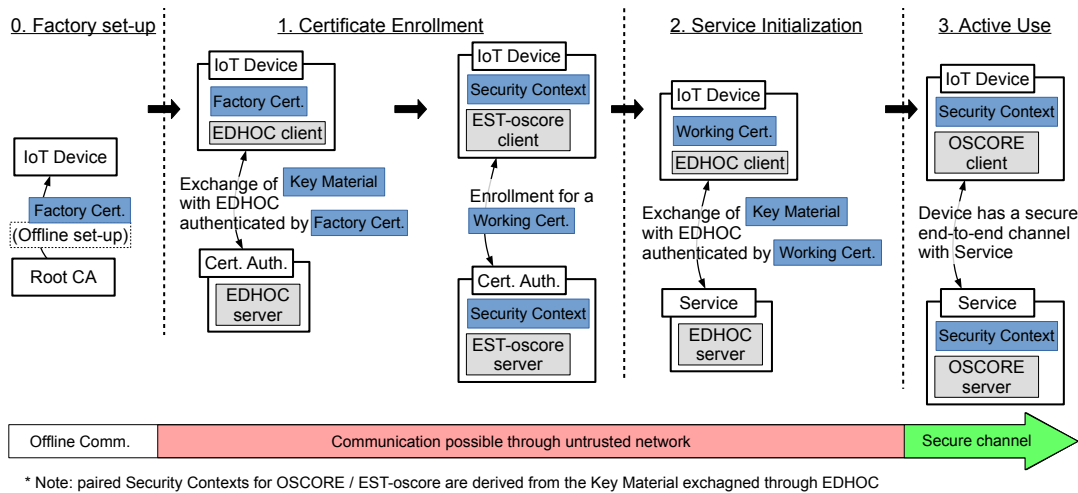 0. Factory set-up
IoT Device
Factory Cert.
(Offline set-up)
Root CA
1. Certificate Enrollment
IoT Device
Factory Cert.
EDHOC client
Exchange of Key Material
with EDHOC
authenticated by Factory Cert.
Cert. Auth.
EDHOC
server
IoT Device
Security Context
EST-oscore
client
Enrollment for a
Working Cert.
Cert. Auth.
Security Context
EST-oscore
server
2. Service Initialization
IoT Device
Working Cert.
EDHOC client
Exchange of Key Material
with EDHOC
authenticated by Working Cert.
Service
EDHOC
server
3. Active Use
IoT Device
Security Context
OSCORE
client
Device has a secure
end-to-end channel
with Service
Service
Security Context
OSCORE
server
Offline Comm.
Communication possible through untrusted network
Secure channel
* Note: paired Security Contexts for OSCORE / EST-oscore are derived from the Key Material exchagned through EDHOC